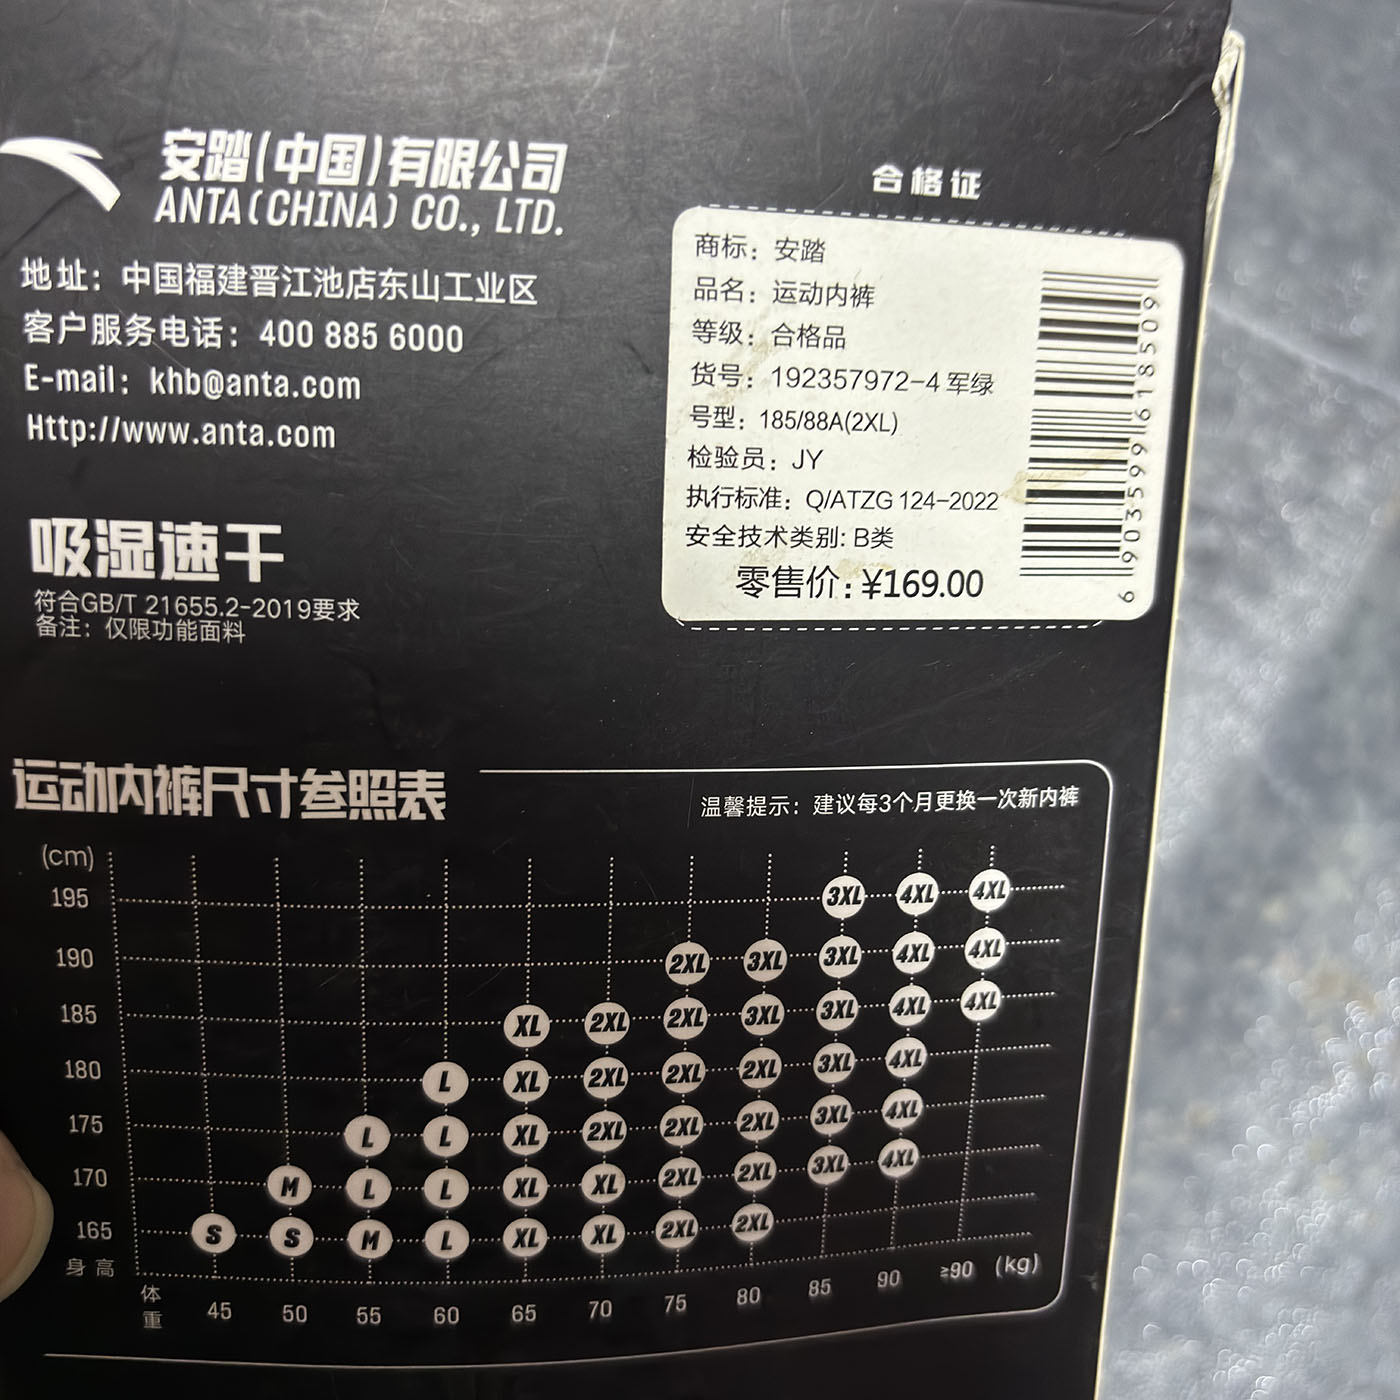 安踏(中国)有限公司
ANTA(CHINA) CO., LTD.
地址：中国福建晋江池店东山工业区
客户服务电话：400 885 6000
E-mail：khb@anta.com
Http://www.anta.com
吸湿速干
符合GB/T 21655.2-2019要求
备注：仅限功能面料
合格证
商标：安踏
品名：运动内裤
等级：合格品
货号：192357972-4 军绿
号型：185/88A(2XL)
检验员：JY
执行标准：Q/ATZG 124-2022
安全技术类别: B类
零售价：¥169.00
6 903599 618509
运动内裤尺寸参照表
温馨提示：建议每3个月更换一次新内裤
(cm)
195 3XL 4XL 4XL
190 2XL 3XL 3XL 4XL 4XL
185 XL 2XL 2XL 3XL 3XL 4XL 4XL
180 L XL 2XL 2XL 2XL 3XL 4XL
175 L L XL 2XL 2XL 2XL 3XL 4XL
170 M L L XL XL 2XL 2XL 3XL 4XL
165 S S M L XL XL 2XL 2XL
身高
体重 45 50 55 60 65 70 75 80 85 90 ≥90 (kg)